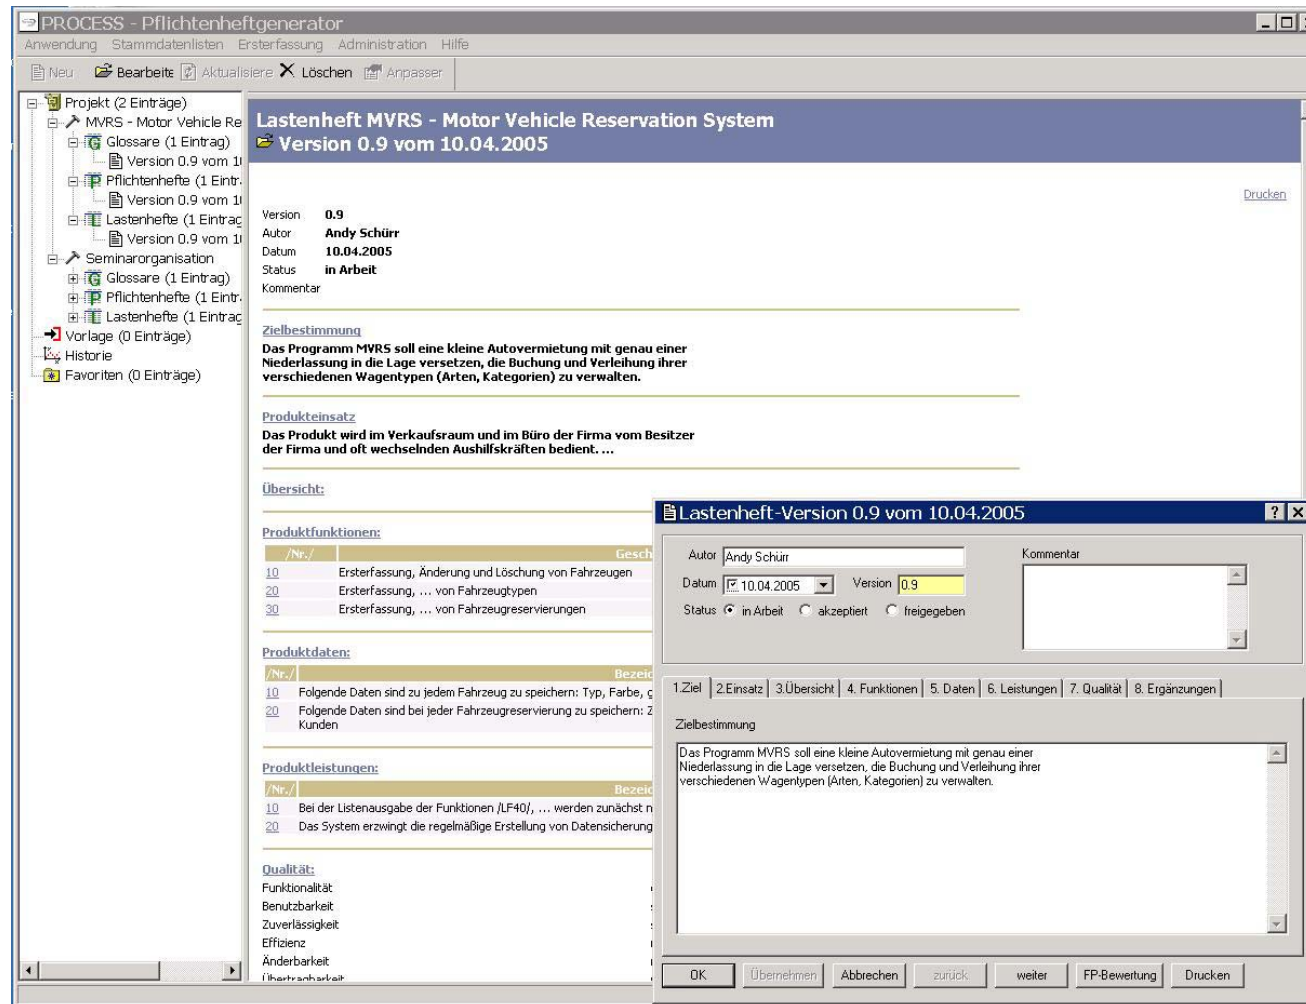 PROCESS - Pflichtenheftgenerator
Anwendung Stammdatenlisten Ersterfassung Administration Hilfe
Neu Bearbeite Aktualisiere Löschen Anpasser
Projekt (2 Einträge)
MVRS - Motor Vehicle Re
Glossare (1 Eintrag)
Version 0.9 vom 10
Pflichtenhefte (1 Eintr
Version 0.9 vom 10
Lastenhefte (1 Eintrag
Version 0.9 vom 10
Seminarorganisation
Glossare (1 Eintrag)
Pflichtenhefte (1 Eintr
Lastenhefte (1 Eintrag
Vorlage (0 Einträge)
Historie
Favoriten (0 Einträge)
Lastenheft MVRS - Motor Vehicle Reservation System
Version 0.9 vom 10.04.2005
Drucken
Version 0.9
Autor Andy Schürr
Datum 10.04.2005
Status in Arbeit
Kommentar
Zielbestimmung
Das Programm MVRS soll eine kleine Autovermietung mit genau einer
Niederlassung in die Lage versetzen, die Buchung und Verleihung ihrer
verschiedenen Wagentypen (Arten, Kategorien) zu verwalten.
Produkteinsatz
Das Produkt wird im Verkaufsraum und im Büro der Firma vom Besitzer
der Firma und oft wechselnden Aushilfskräften bedient. ...
Übersicht:
Produktfunktionen:
/Nr./ Gesch
10 Ersterfassung, Änderung und Löschung von Fahrzeugen
20 Ersterfassung, ... von Fahrzeugtypen
30 Ersterfassung, ... von Fahrzeugreservierungen
Produktdaten:
/Nr./ Bezeic
10 Folgende Daten sind zu jedem Fahrzeug zu speichern: Typ, Farbe, g
20 Folgende Daten sind bei jeder Fahrzeugreservierung zu speichern: Z
Kunden
Produktleistungen:
/Nr./ Bezeic
10 Bei der Listenausgabe der Funktionen /LF40/, ... werden zunächst n
20 Das System erzwingt die regelmäßige Erstellung von Datensicherung
Qualität:
Funktionalität
Benutzbarkeit
Zuverlässigkeit
Effizienz
Änderbarkeit
Übertragbarkeit
Lastenheft-Version 0.9 vom 10.04.2005
Autor Andy Schürr Kommentar
Datum 10.04.2005 Version 0.9
Status in Arbeit akzeptiert freigegeben
1.Ziel 2.Einsatz 3.Übersicht 4. Funktionen 5. Daten 6. Leistungen 7. Qualität 8. Ergänzungen
Zielbestimmung
Das Programm MVRS soll eine kleine Autovermietung mit genau einer
Niederlassung in die Lage versetzen, die Buchung und Verleihung ihrer
verschiedenen Wagentypen (Arten, Kategorien) zu verwalten.
OK Übernehmen Abbrechen zurück weiter FP-Bewertung Drucken